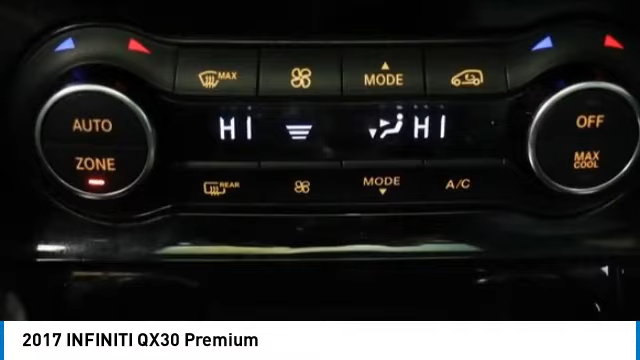 MAX
MODE
AUTO
ZONE
HI
HI
OFF
MAX
COOL
REAR
MODE
A/C
2017 INFINITI QX30 Premium